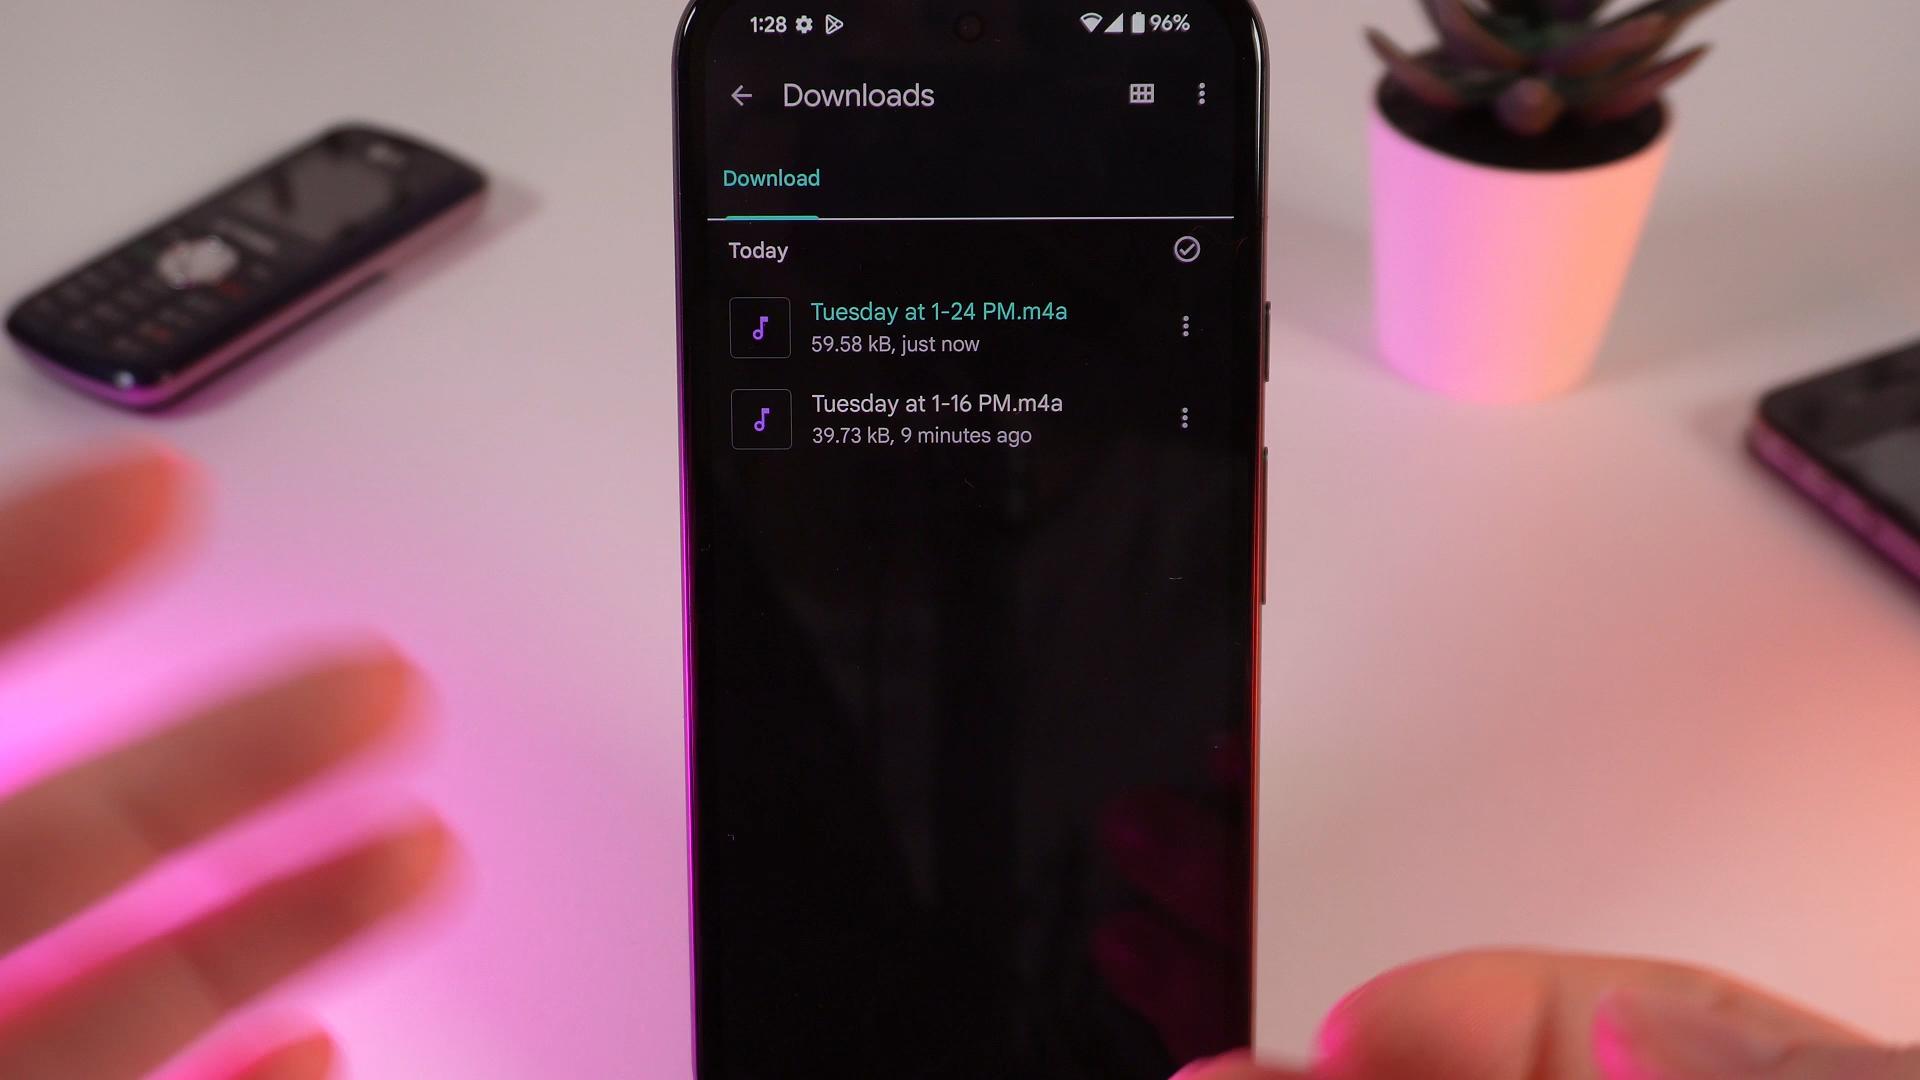 1:28 96%
Downloads
Download
Today
Tuesday at 1-24 PM.m4a
59.58 kB, just now
Tuesday at 1-16 PM.m4a
39.73 kB, 9 minutes ago